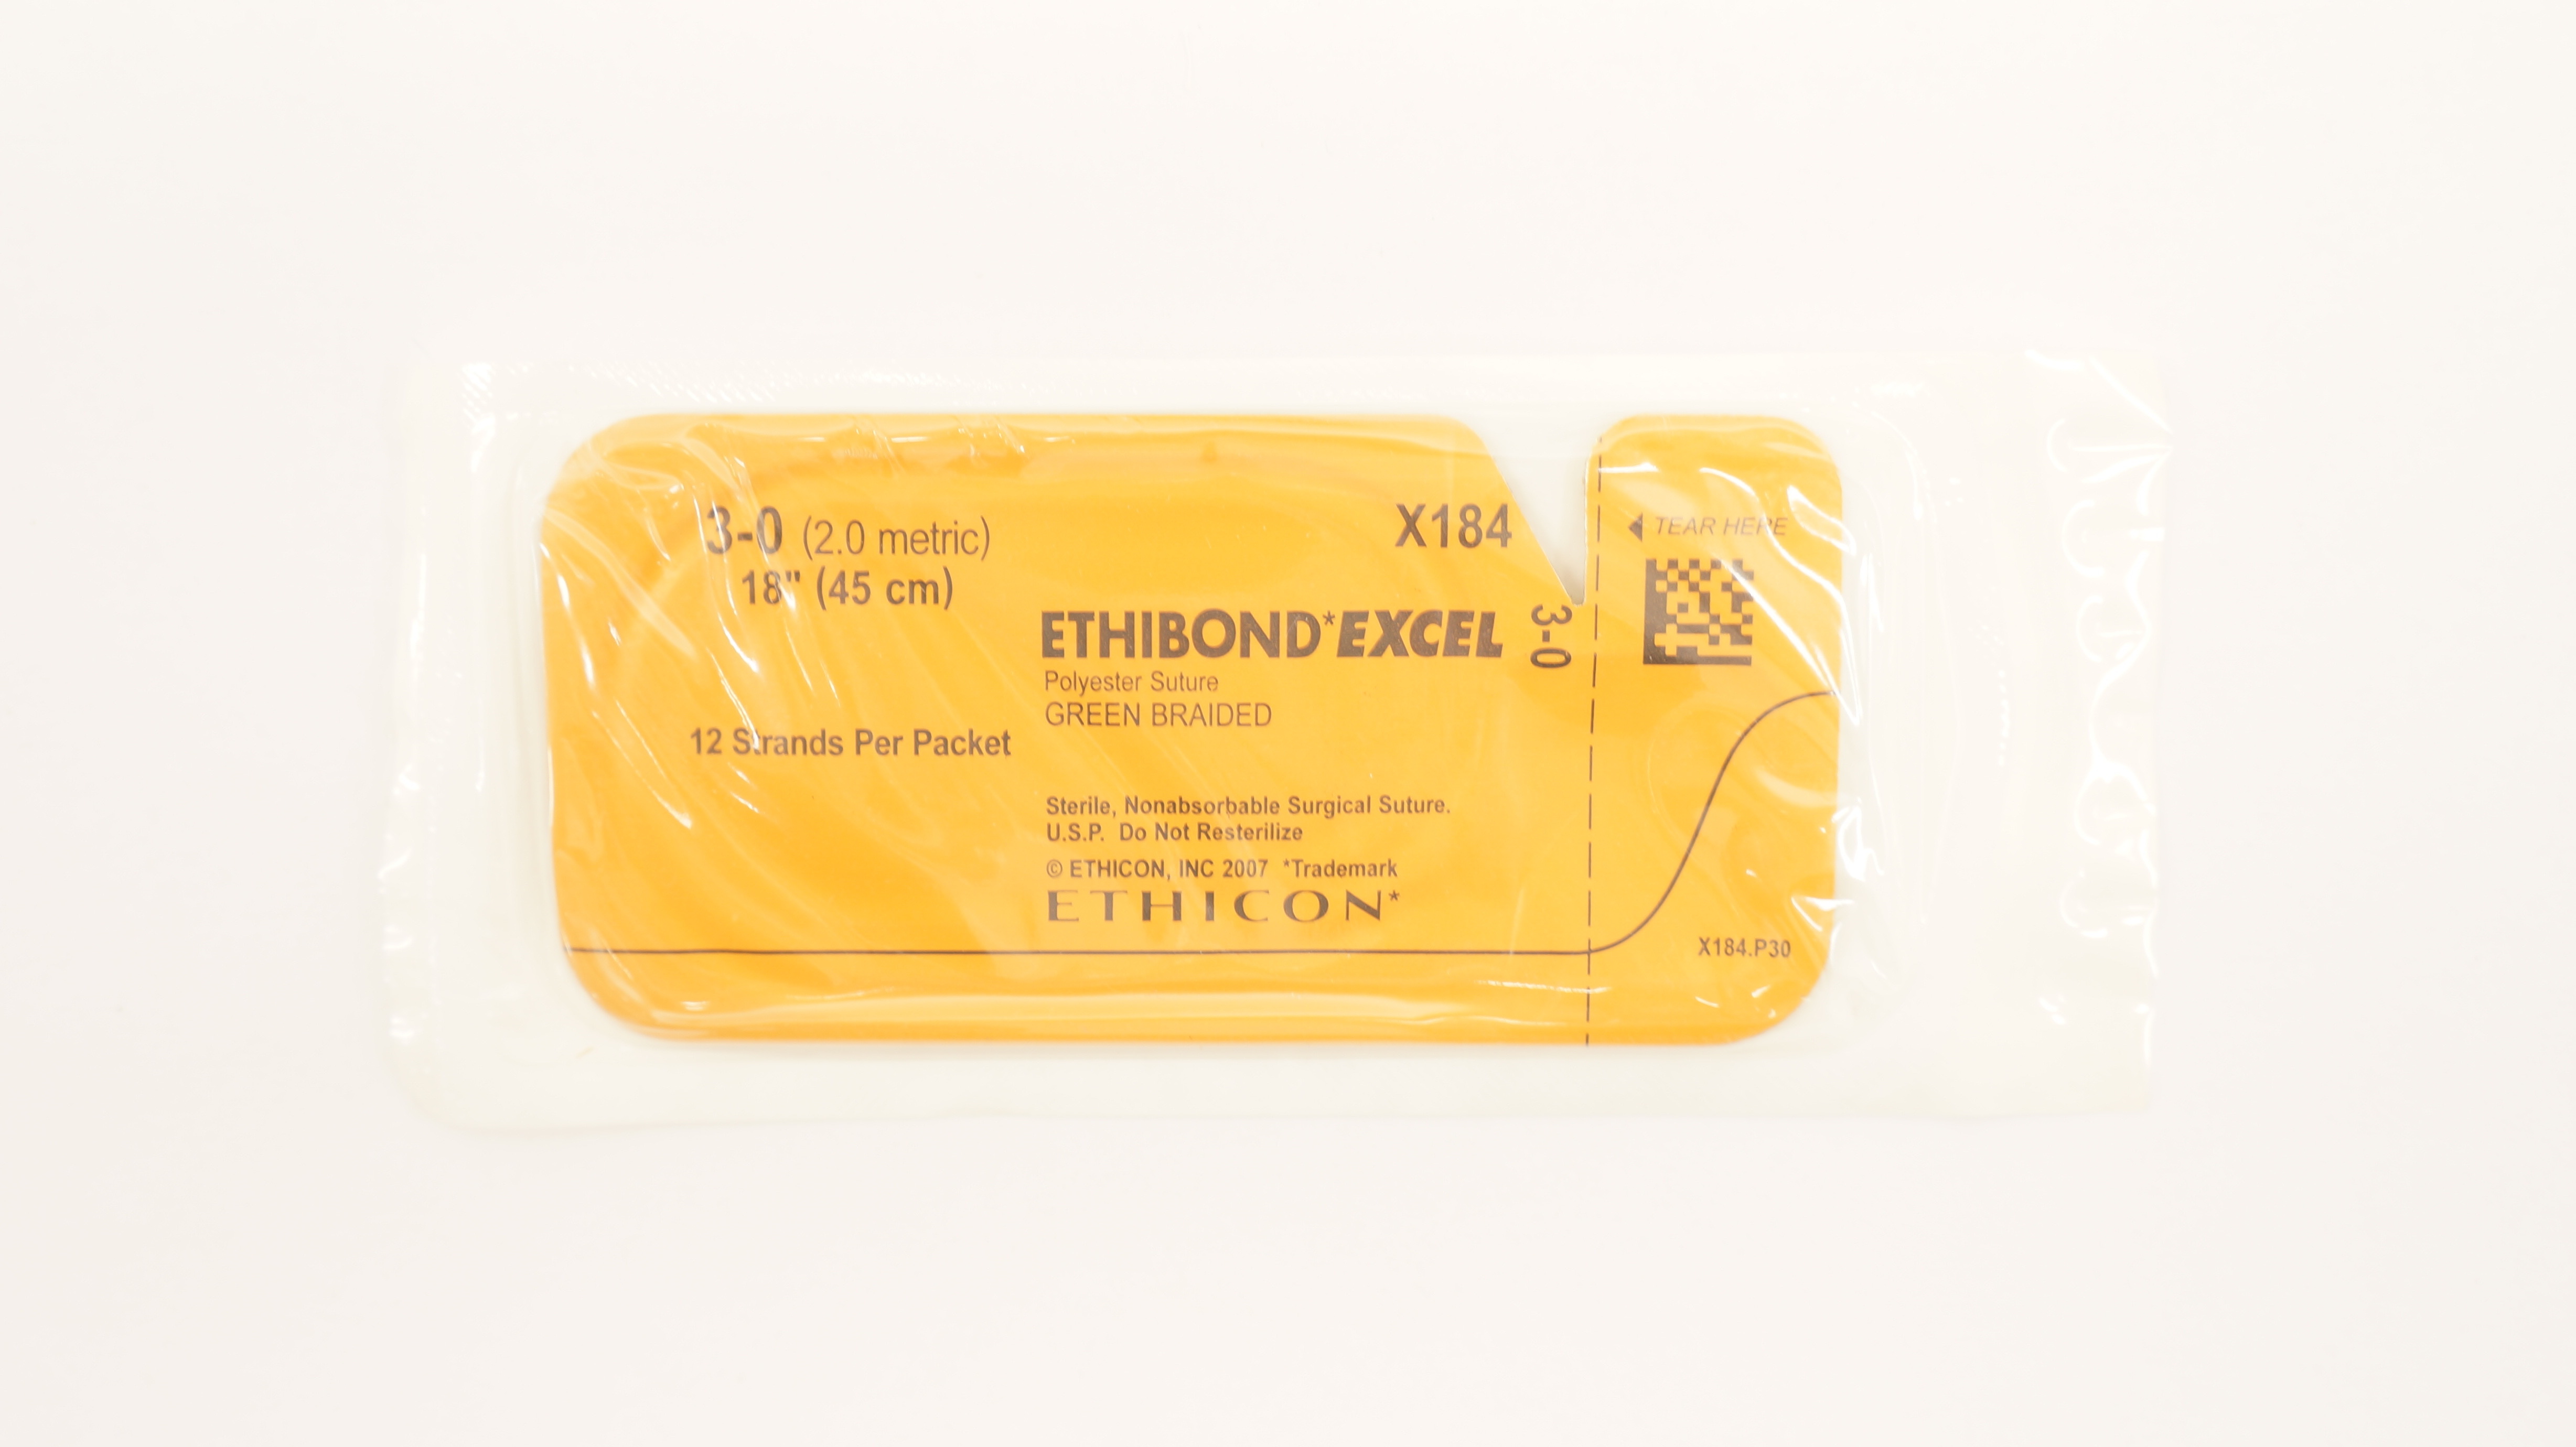 3-0 (2.0 metric)
18" (45 cm)
12 Strands Per Packet
X184
ETHIBOND*EXCEL
Polyester Suture
GREEN BRAIDED
Sterile, Nonabsorbable Surgical Suture.
U.S.P. Do Not Resterilize
© ETHICON, INC 2007 *Trademark
ETHICON*
3-0
TEAR HERE
X184.P30